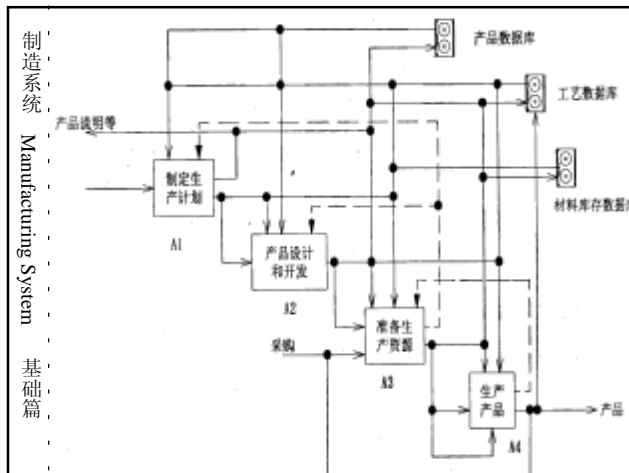 制造系统 Manufacturing System 基础篇
产品数据库
工艺数据库
产品说明等
制定生
产计划
材料库存数据库
A1
产品设计
和开发
A2
准备生
产资源
采购
A3
生产
产品
产品
A4